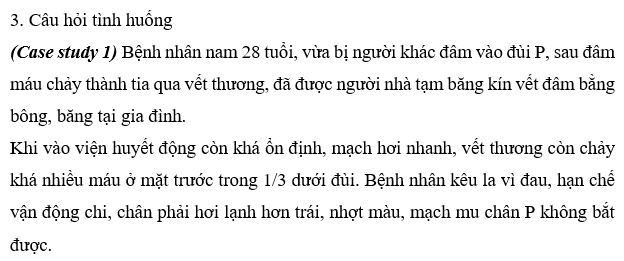 3. Câu hỏi tình huống
(Case study 1) Bệnh nhân nam 28 tuổi, vừa bị người khác đâm vào đùi P, sau đâm
máu chảy thành tia qua vết thương, đã được người nhà tạm băng kín vết đâm bằng
bông, băng tại gia đình.
Khi vào viện huyết động còn khá ổn định, mạch hơi nhanh, vết thương còn chảy
khá nhiều máu ở mặt trước trong 1/3 dưới đùi. Bệnh nhân kêu la vì đau, hạn chế
vận động chi, chân phải hơi lạnh hơn trái, nhợt màu, mạch mu chân P không bắt
được.